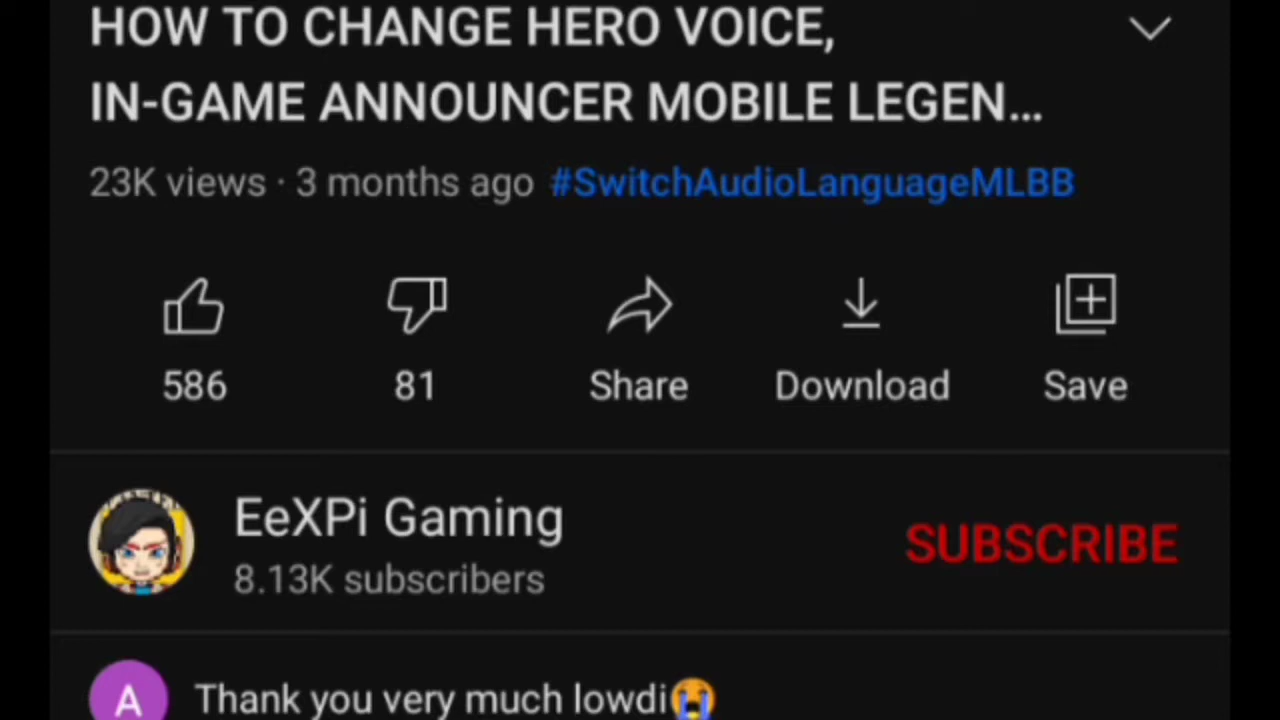 HOW TO CHANGE HERO VOICE,
IN-GAME ANNOUNCER MOBILE LEGEN...
23K views · 3 months ago #SwitchAudioLanguageMLBB
586 81 Share Download Save
EeXPi Gaming
SUBSCRIBE
8.13K subscribers
A Thank you very much lowdi😭